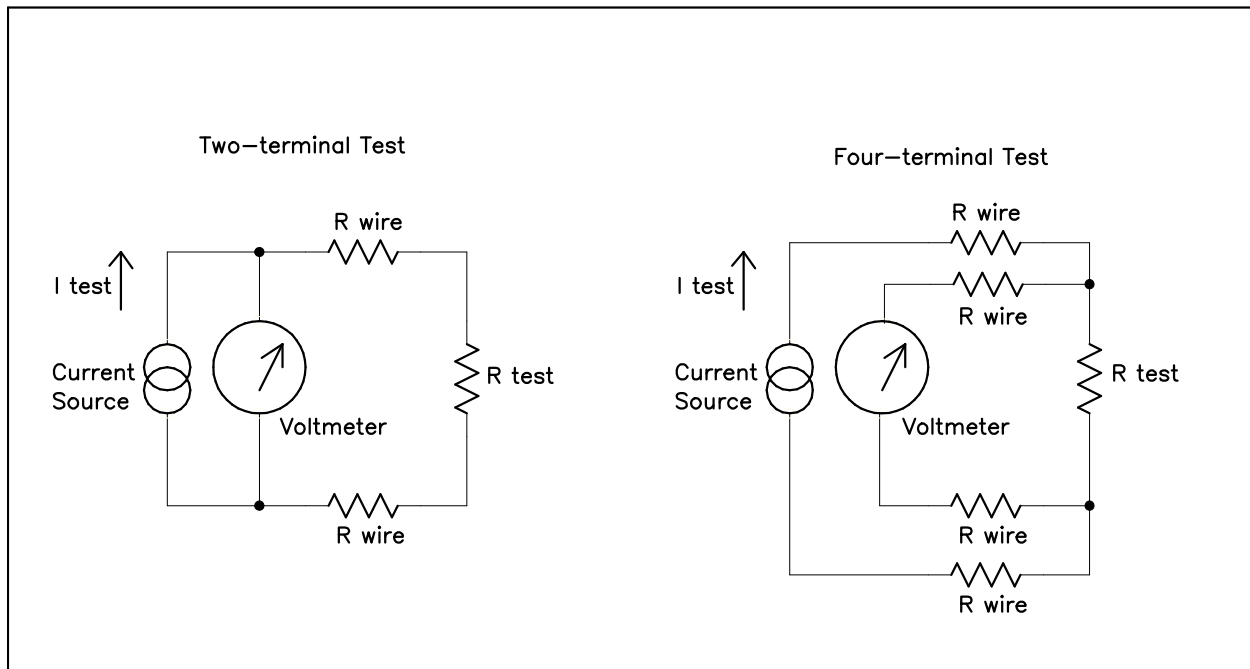 Two-terminal Test
R wire
I test
Current
Source
Voltmeter
R test
R wire
Four-terminal Test
R wire
I test
R wire
Current
Source
Voltmeter
R test
R wire
R wire